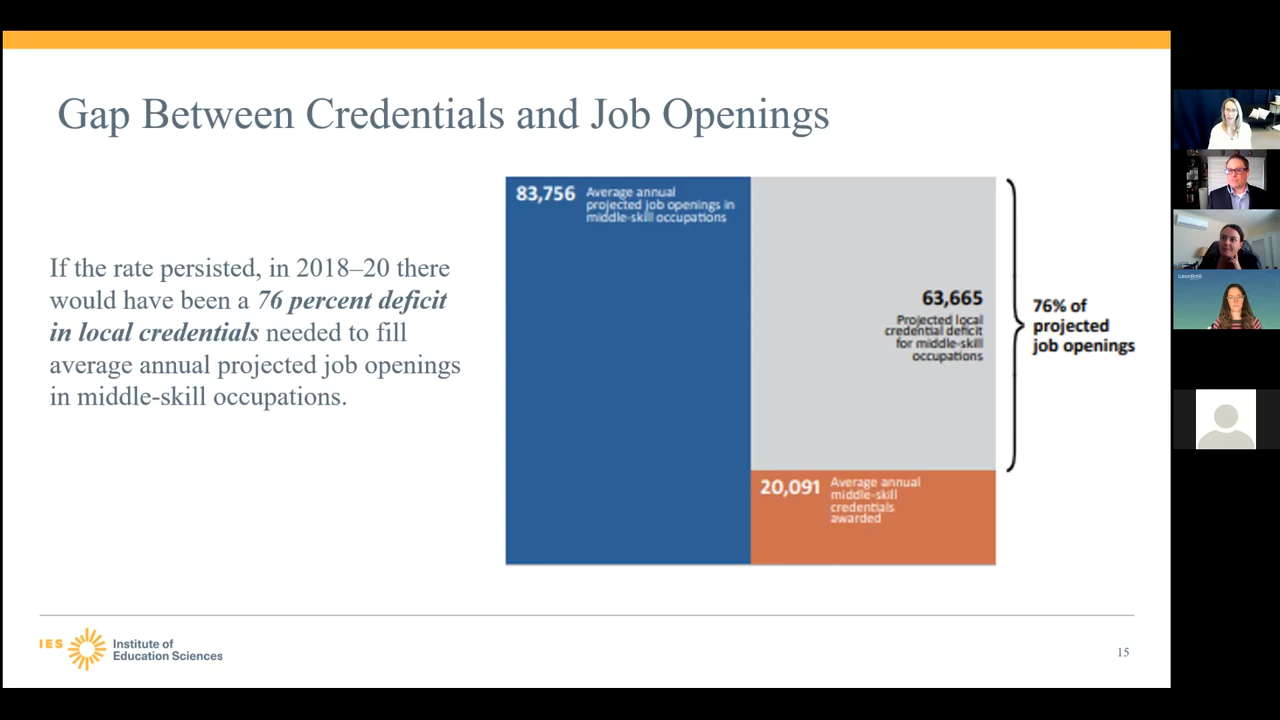 Gap Between Credentials and Job Openings
If the rate persisted, in 2018–20 there
would have been a 76 percent deficit
in local credentials needed to fill
average annual projected job openings
in middle-skill occupations.
83,756 Average annual
projected job openings in
middle-skill occupations
63,665
Projected local
credential deficit
for middle-skill
occupations
76% of
projected
job openings
20,091 Average annual
middle-skill
credentials
awarded
IES Institute of
Education Sciences
15